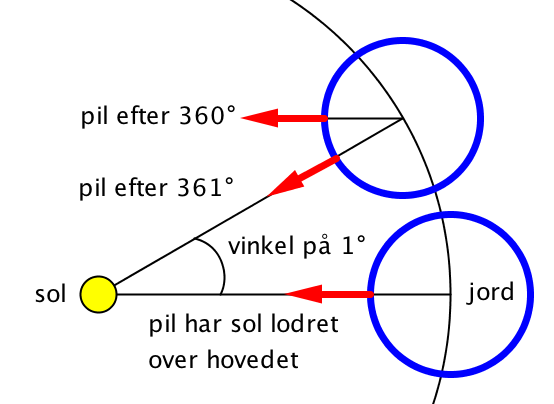 pil efter 360°
pil efter 361°
vinkel på 1°
sol
jord
pil har sol lodret
over hovedet